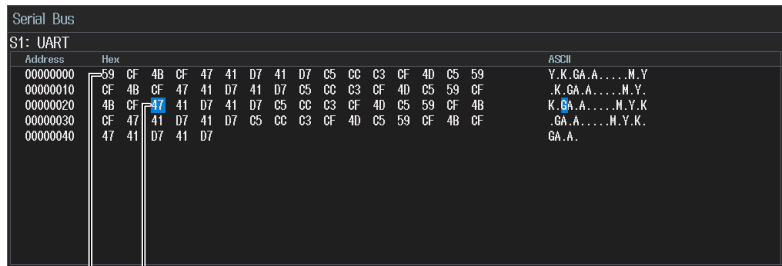 Serial Bus
S1: UART
Address Hex ASCII
00000000 59 CF 4B CF 47 41 D7 41 D7 C5 CC C3 CF 4D C5 59 Y.K.GA.A.....M.Y
00000010 CF 4B CF 47 41 D7 41 D7 C5 CC C3 CF 4D C5 59 CF .K.GA.A.....M.Y.
00000020 4B CF 47 41 D7 41 D7 C5 CC C3 CF 4D C5 59 CF 4B K.GA.A.....M.Y.K
00000030 CF 47 41 D7 41 D7 C5 CC C3 CF 4D C5 59 CF 4B CF .GA.A.....M.Y.K.
00000040 47 41 D7 41 D7 GA.A.